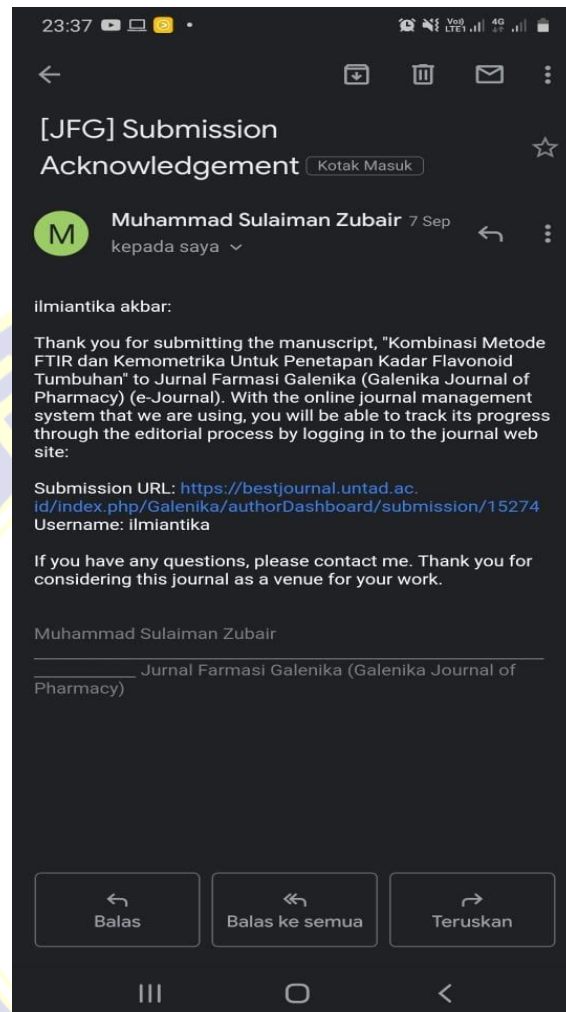 23:37
Vo))
LTE1
4G
[JFG] Submission
Acknowledgement Kotak Masuk
M
Muhammad Sulaiman Zubair 7 Sep
kepada saya
ilmiantika akbar:
Thank you for submitting the manuscript, "Kombinasi Metode
FTIR dan Kemometrika Untuk Penetapan Kadar Flavonoid
Tumbuhan" to Jurnal Farmasi Galenika (Galenika Journal of
Pharmacy) (e-Journal). With the online journal management
system that we are using, you will be able to track its progress
through the editorial process by logging in to the journal web
site:
Submission URL: https://bestjournal.untad.ac.
id/index.php/Galenika/authorDashboard/submission/15274
Username: ilmiantika
If you have any questions, please contact me. Thank you for
considering this journal as a venue for your work.
Muhammad Sulaiman Zubair
Jurnal Farmasi Galenika (Galenika Journal of
Pharmacy)
Balas
Balas ke semua
Teruskan